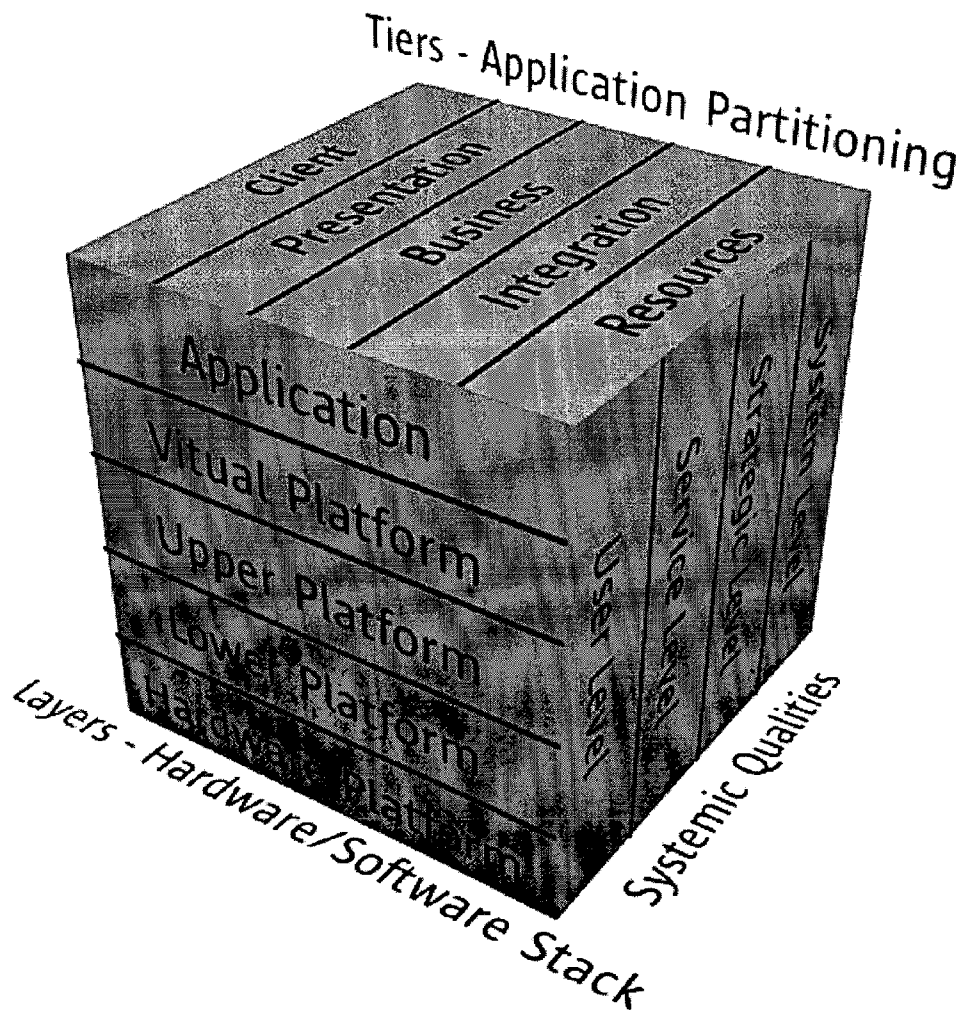 Tiers - Application Partitioning
Client
Presentation
Business
Integration
Resources
Application
Vitual Platform
Upper Platform
Lower Platform
Hardware Platform
User Level
Service Level
Strategic Level
System Level
Layers - Hardware/Software Stack
Systemic Qualities